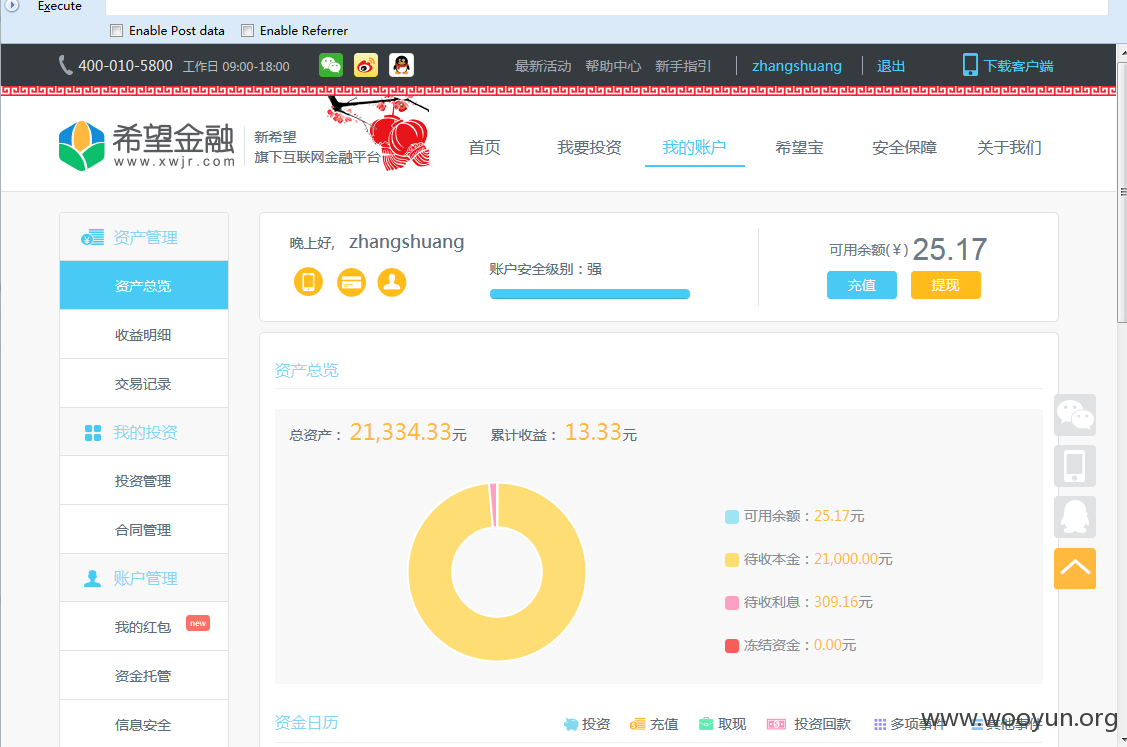 Execute
Enable Post data Enable Referrer
400-010-5800 工作日 09:00-18:00 最新活动 帮助中心 新手指引 zhangshuang 退出 下载客户端
希望金融 www.xwjr.com 新希望 旗下互联网金融平台
首页 我要投资 我的账户 希望宝 安全保障 关于我们
资产管理
资产总览
收益明细
交易记录
我的投资
投资管理
合同管理
账户管理
我的红包 new
资金托管
信息安全
晚上好, zhangshuang
账户安全级别：强
可用余额(¥) 25.17
充值 提现
资产总览
总资产： 21,334.33元 累计收益： 13.33元
可用余额：25.17元
待收本金：21,000.00元
待收利息：309.16元
冻结资金：0.00元
资金日历 投资 充值 取现 投资回款 多项事件 其他事件
www.wooyun.org